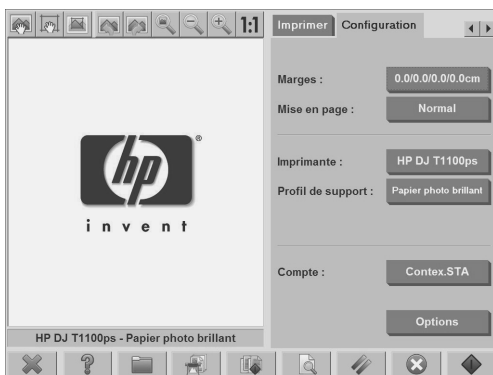 1:1
Imprimer Configuration
Marges : 0.0/0.0/0.0/0.0cm
Mise en page : Normal
Imprimante : HP DJ T1100ps
Profil de support : Papier photo brillant
Compte : Contex.STA
Options
hp ®
invent
HP DJ T1100ps - Papier photo brillant
?